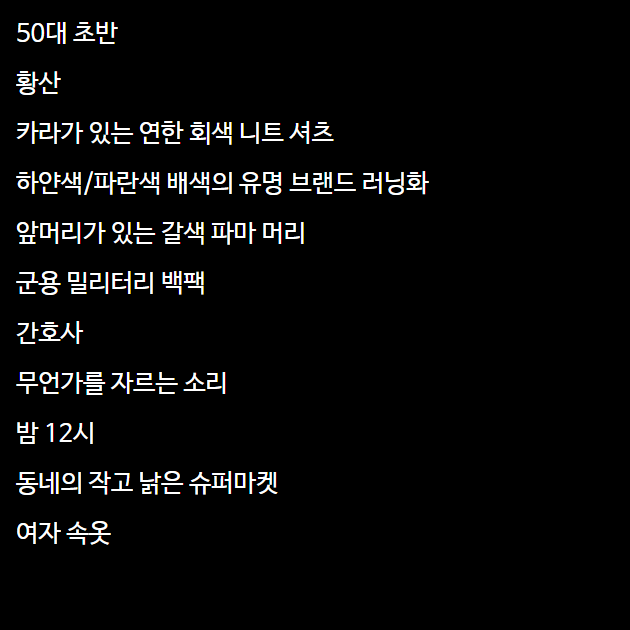 50대 초반
황산
카라가 있는 연한 회색 니트 셔츠
하얀색/파란색 배색의 유명 브랜드 러닝화
앞머리가 있는 갈색 파마 머리
군용 밀리터리 백팩
간호사
무언가를 자르는 소리
밤 12시
동네의 작고 낡은 슈퍼마켓
여자 속옷